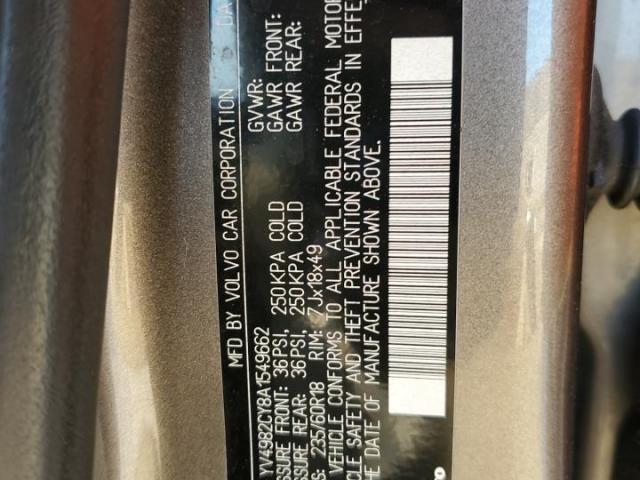 MFD BY VOLVO CAR CORPORATION DA
YV4982CY8A1549662 GVWR:
SSURE FRONT: 36PSI, 250KPA COLD GAWR FRONT:
SSURE REAR: 36PSI, 250KPA COLD GAWR REAR:
S: 235/60R18 RIM: 7Jx18x49
VEHICLE CONFORMS TO ALL APPLICABLE FEDERAL MOTOR
CLE SAFETY AND THEFT PREVENTION STANDARDS IN EFFE
HE DATE OF MANUFACTURE SHOWN ABOVE.